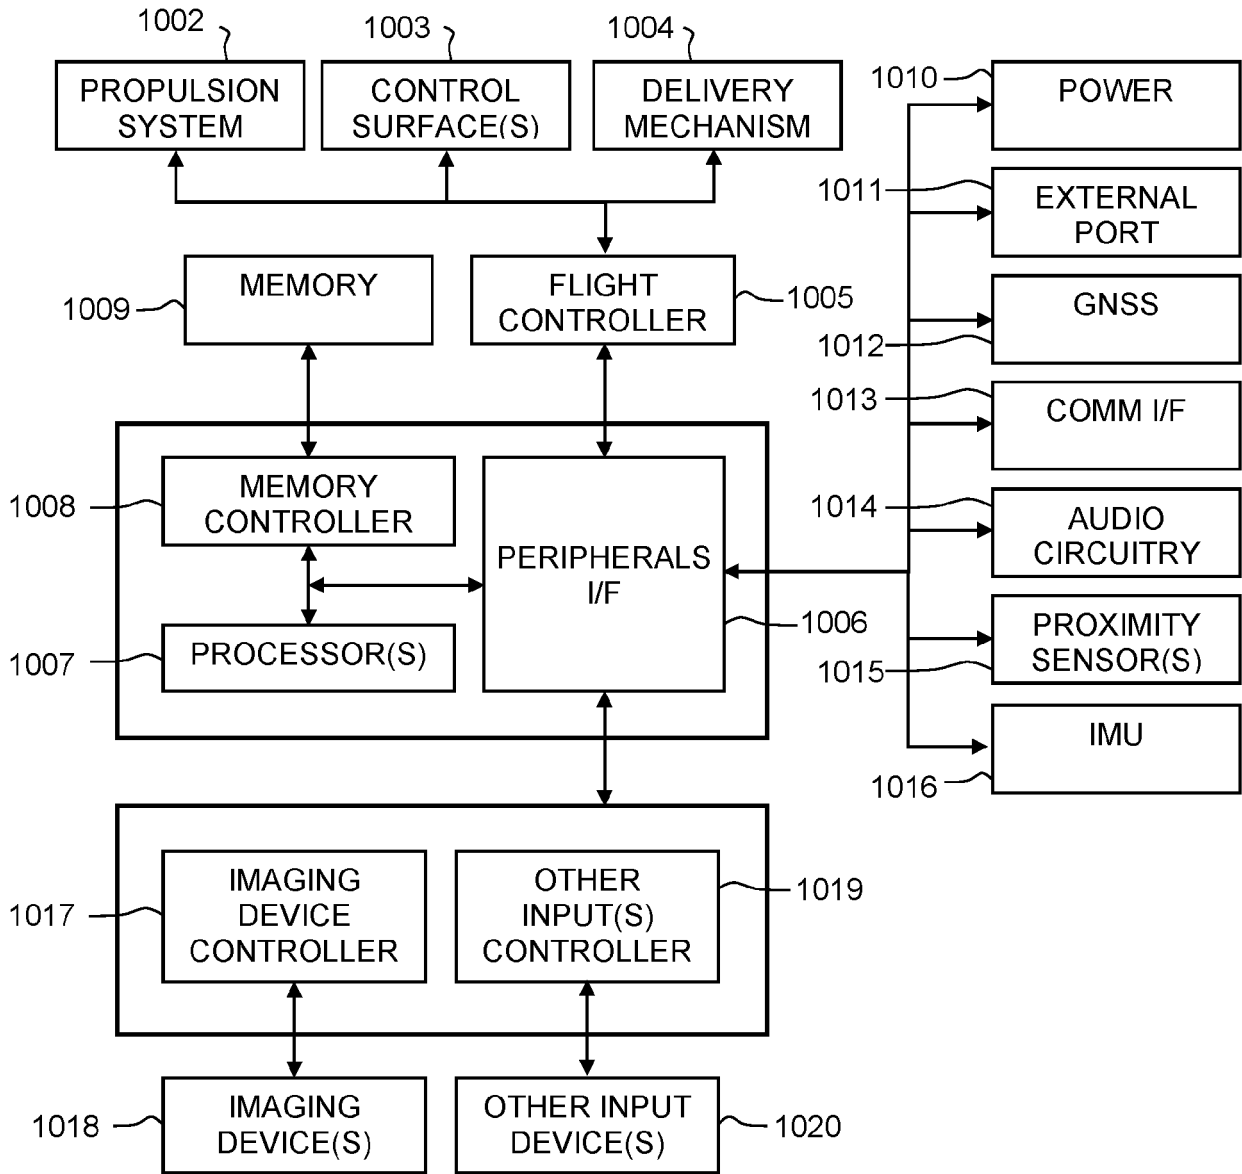 1002
1003
1004
PROPULSION
SYSTEM
CONTROL
SURFACE(S)
DELIVERY
MECHANISM
1010
POWER
1011
EXTERNAL
PORT
1009
MEMORY
FLIGHT
CONTROLLER
1005
GNSS
1012
1013
COMM I/F
1008
MEMORY
CONTROLLER
PERIPHERALS
I/F
1014
AUDIO
CIRCUITRY
1007
PROCESSOR(S)
1006
PROXIMITY
SENSOR(S)
1015
IMU
1016
1017
IMAGING
DEVICE
CONTROLLER
OTHER
INPUT(S)
CONTROLLER
1019
1018
IMAGING
DEVICE(S)
OTHER INPUT
DEVICE(S)
1020